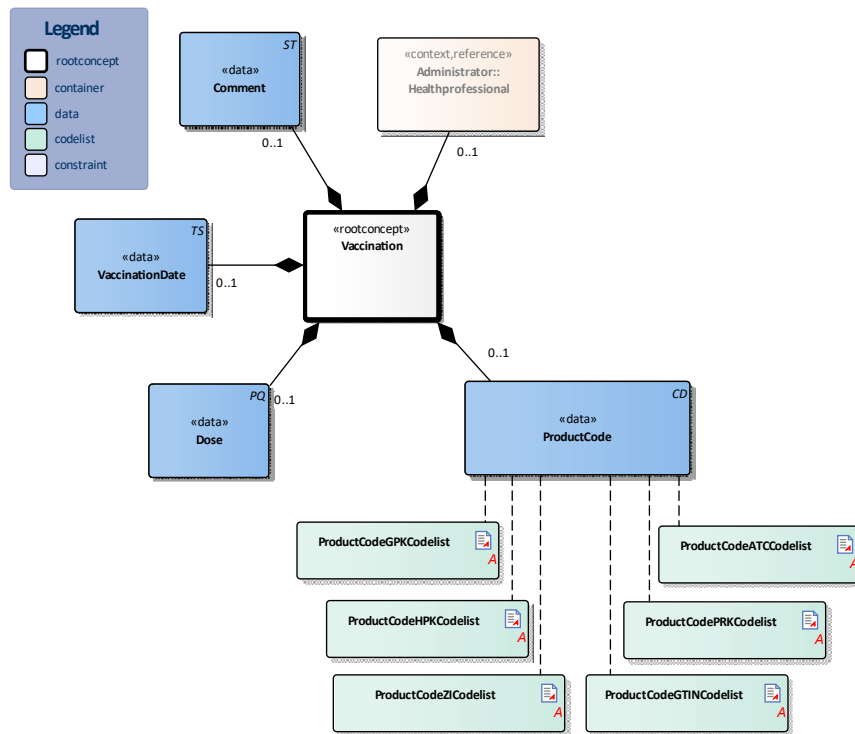 Legend
rootconcept
container
data
codelist
constraint
ST
«data»
Comment
0..1
«context,reference»
Administrator::
Healthprofessional
0..1
«rootconcept»
Vaccination
TS
«data»
VaccinationDate
0..1
0..1
PQ
0..1
«data»
Dose
CD
«data»
ProductCode
ProductCodeGPKCodelist
A
ProductCodeATCCodelist
A
ProductCodeHPKCodelist
A
ProductCodePRKCodelist
A
ProductCodeZICodelist
A
ProductCodeGTINCodelist
A